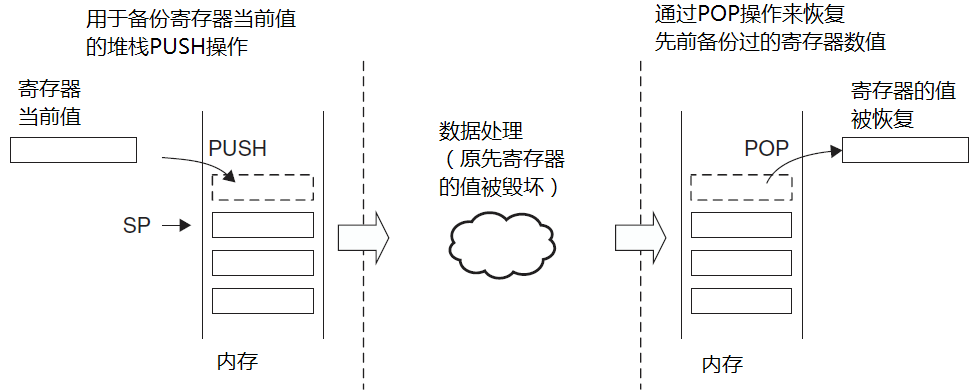 用于备份寄存器当前值
的堆栈PUSH操作
通过POP操作来恢复
先前备份过的寄存器数值
寄存器
当前值
PUSH
SP
内存
数据处理
（原先寄存器
的值被毁坏）
POP
寄存器的值
被恢复
内存